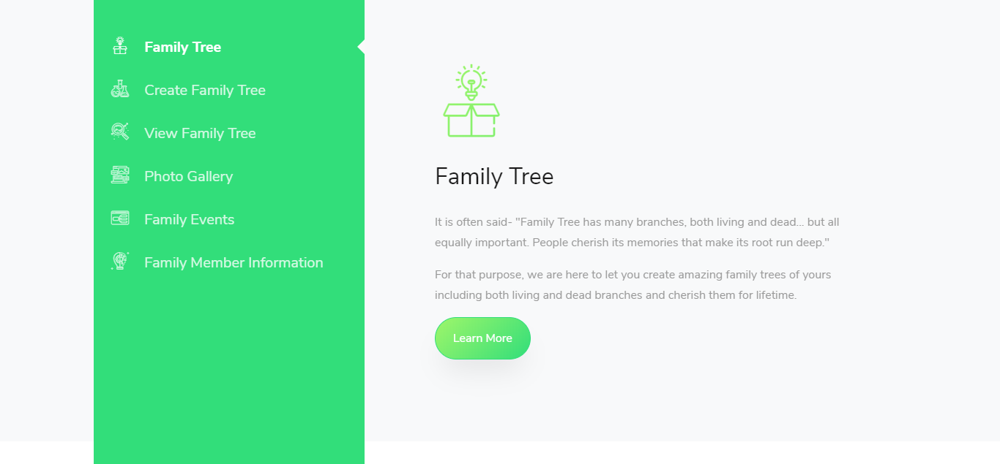 Family Tree
Create Family Tree
View Family Tree
Photo Gallery
Family Events
Family Member Information
Family Tree
It is often said- "Family Tree has many branches, both living and dead... but all
equally important. People cherish its memories that make its root run deep."
For that purpose, we are here to let you create amazing family trees of yours
including both living and dead branches and cherish them for lifetime.
Learn More